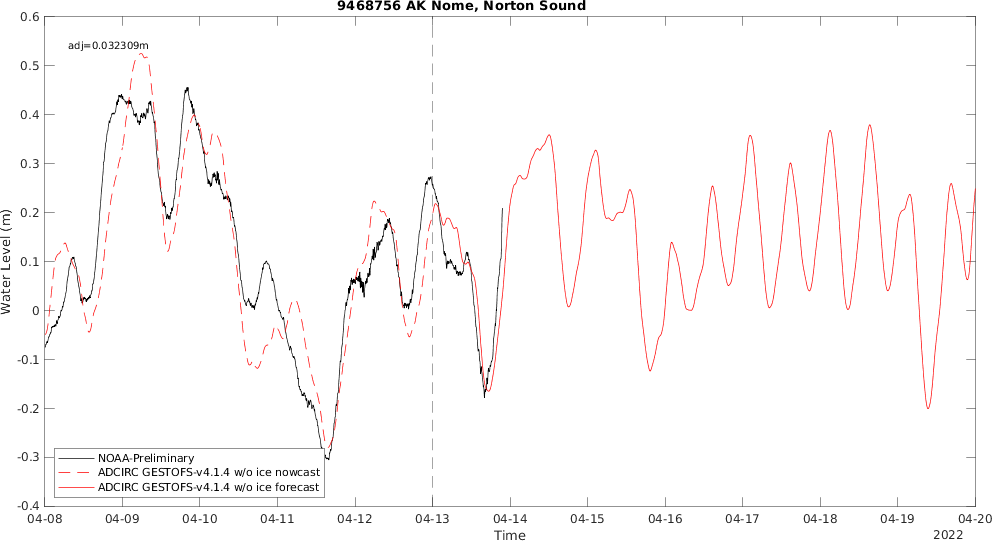 9468756 AK Nome, Norton Sound
adj=0.032309m
0.6
0.5
0.4
0.3
0.2
0.1
0
-0.1
-0.2
-0.3
-0.4
Water Level (m)
NOAA-Preliminary
ADCIRC GESTOFS-v4.1.4 w/o ice nowcast
ADCIRC GESTOFS-v4.1.4 w/o ice forecast
04-08 04-09 04-10 04-11 04-12 04-13 04-14 04-15 04-16 04-17 04-18 04-19 04-20
Time
2022